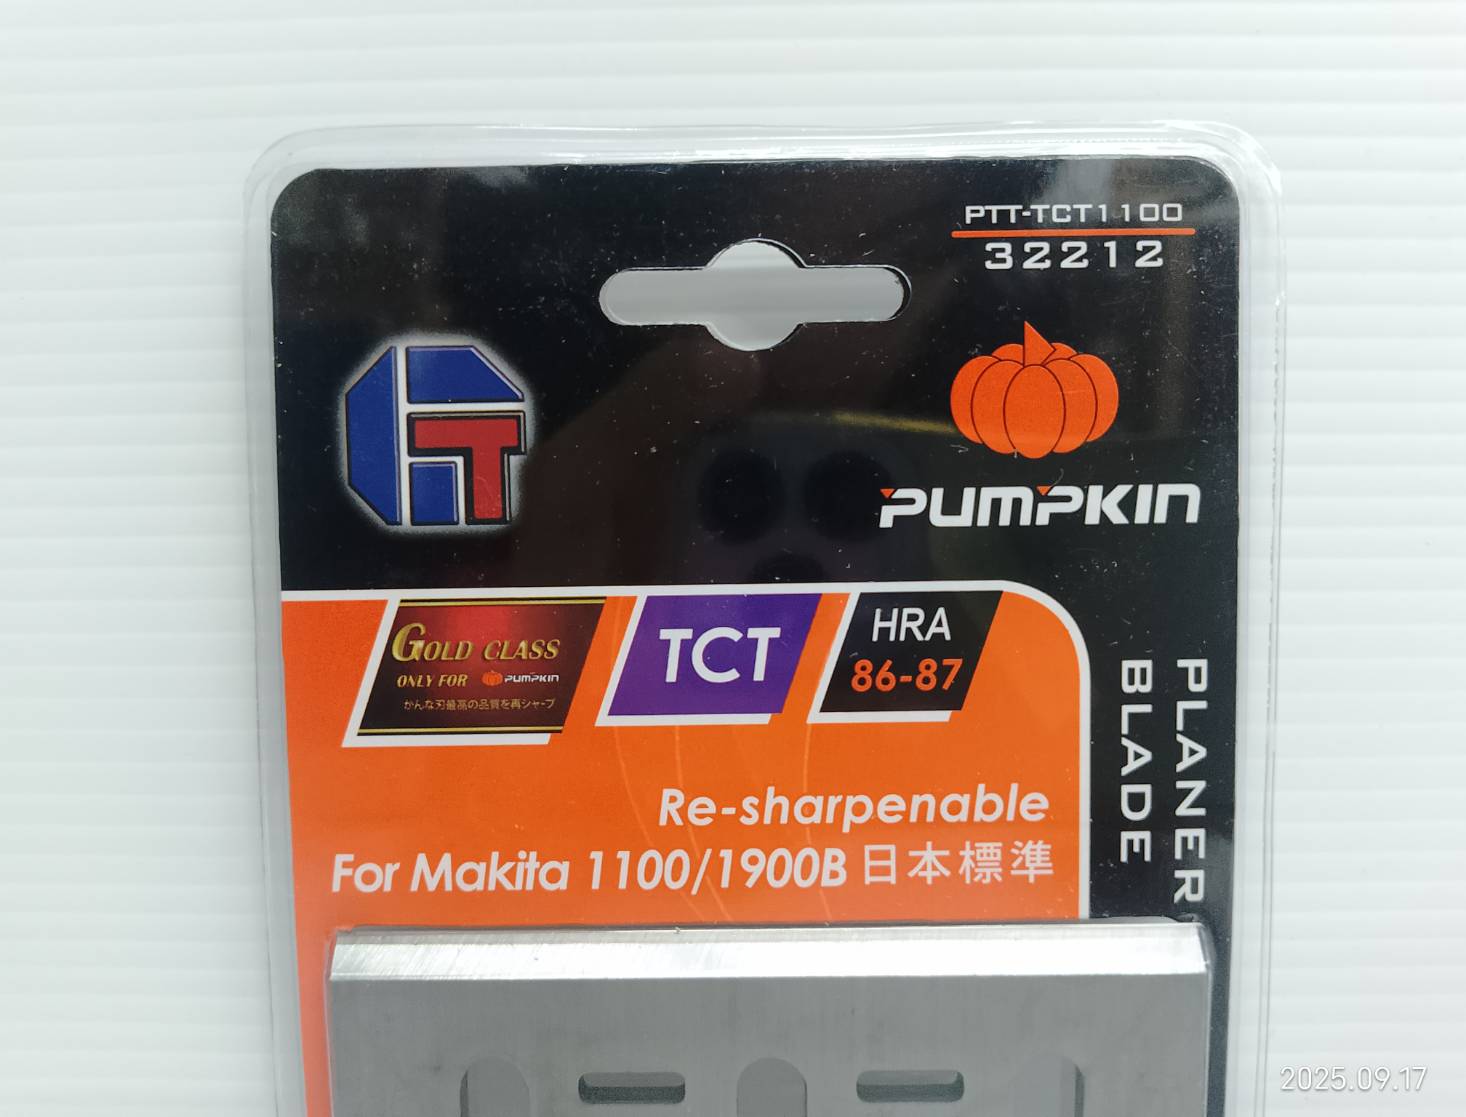 PTT-TCT1100
32212
PUMPKIN
GOLD CLASS
ONLY FOR PUMPKIN
かんな刃最高の品質を再シャープ
TCT
HRA
86-87
PLANER
BLADE
Re-sharpenable
For Makita 1100/1900B 日本標準
2025.09.17